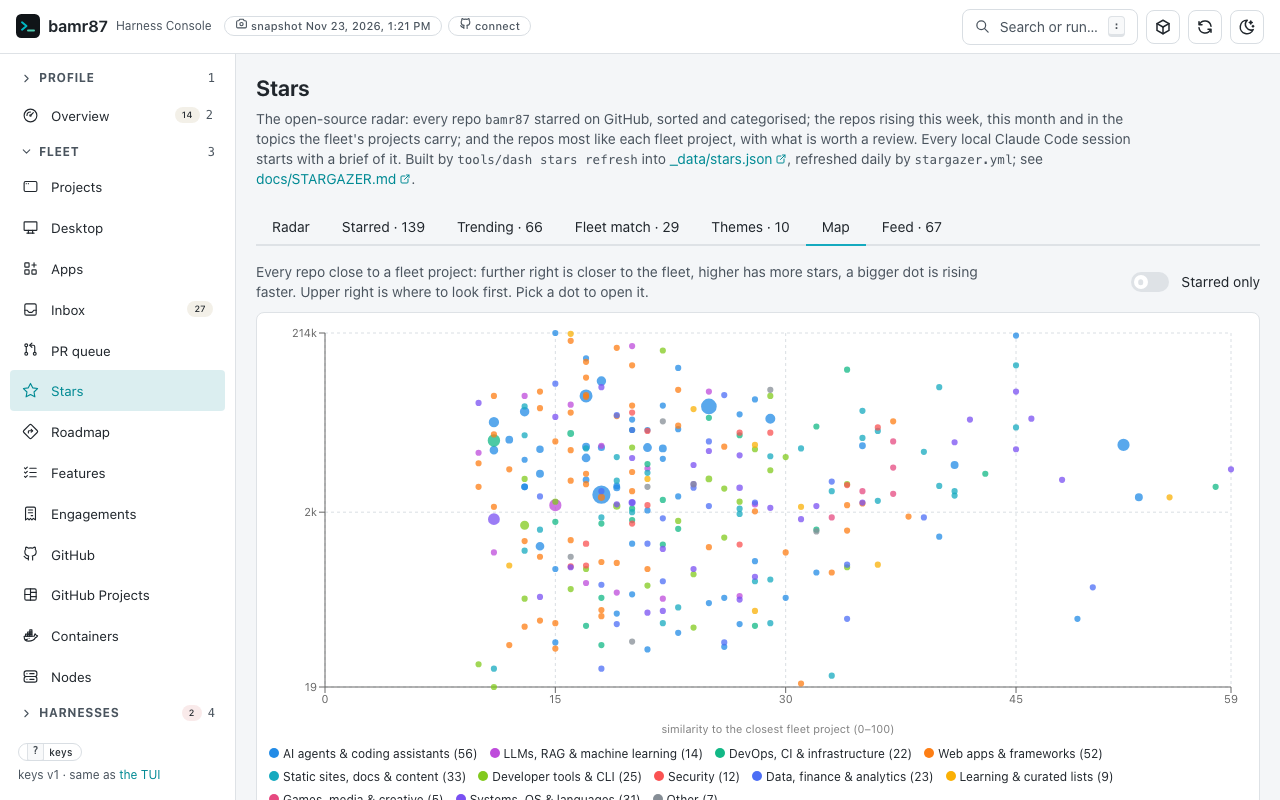 bamr87 Harness Console snapshot Nov 23, 2026, 1:21 PM connect Search or run... :
PROFILE 1
Overview 14 2
FLEET 3
Projects
Desktop
Apps
Inbox 27
PR queue
Stars
Roadmap
Features
Engagements
GitHub
GitHub Projects
Containers
Nodes
HARNESSES 2 4
? keys
keys v1 · same as the TUI
Stars
The open-source radar: every repo bamr87 starred on GitHub, sorted and categorised; the repos rising this week, this month and in the
topics the fleet's projects carry; and the repos most like each fleet project, with what is worth a review. Every local Claude Code session
starts with a brief of it. Built by tools/dash stars refresh into _data/stars.json, refreshed daily by stargazer.yml; see
docs/STARGAZER.md.
Radar Starred · 139 Trending · 66 Fleet match · 29 Themes · 10 Map Feed · 67
Every repo close to a fleet project: further right is closer to the fleet, higher has more stars, a bigger dot is rising
faster. Upper right is where to look first. Pick a dot to open it.
Starred only
214k
2k
19
0 15 30 45 59
similarity to the closest fleet project (0–100)
AI agents & coding assistants (56) LLMs, RAG & machine learning (14) DevOps, CI & infrastructure (22) Web apps & frameworks (52)
Static sites, docs & content (33) Developer tools & CLI (25) Security (12) Data, finance & analytics (23) Learning & curated lists (9)
Games, media & creative (5) Systems, OS & languages (31) Other (7)